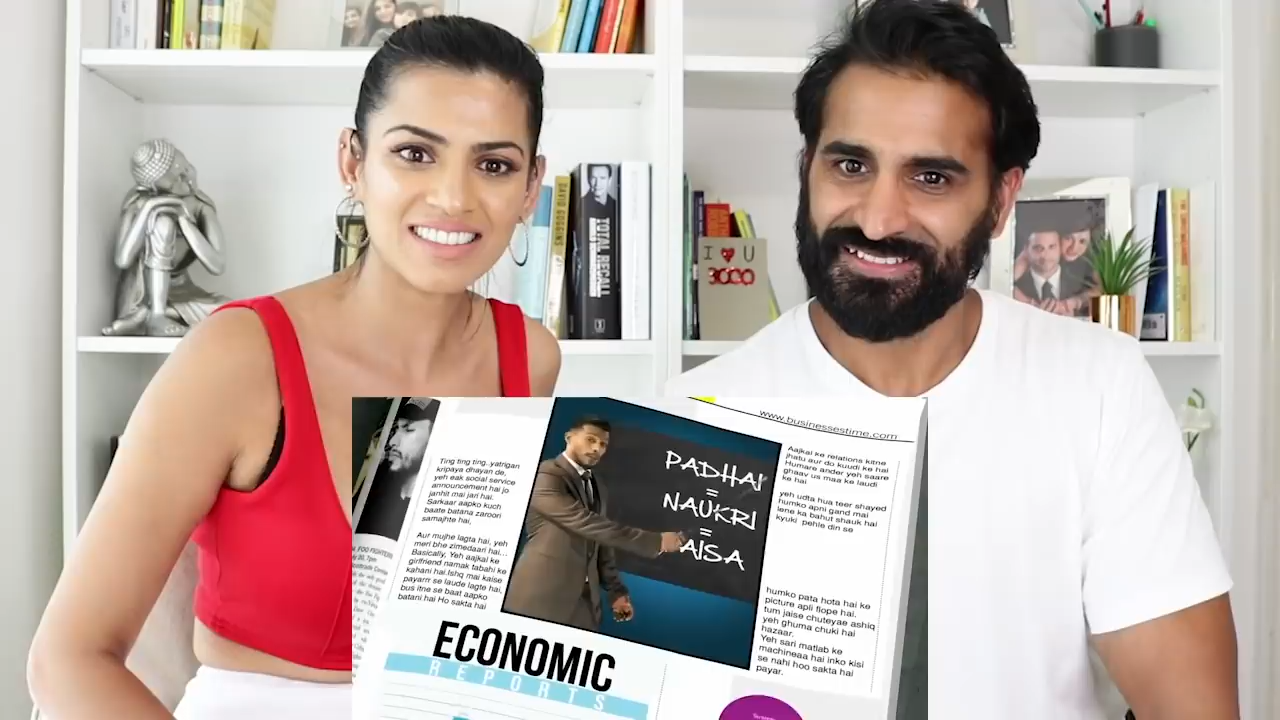 DAVID GOGGINS
TOTAL RECALL
I ♥ U
3000
www.businessestime.com
FOO FIGHTERS
Ting ting ting..yatrigan
kripaya dhayan de,
yeh eak social service
announcement hai jo
janhit mai jari hai.
Sarkaar aapko kuch
baate batana zaroori
samajhte hai,
Aur mujhe lagta hai, yeh
meri bhe zimedaari hai...
Basically, Yeh aajkal ke
girlfriend namak tabahi ke
kahani hai.Ishq mai kaise
payarrr se laude lagte hai,
bus itne se baat aapko
batani hai Ho sakta hai
PADHAI
=
NAUKRI
=
PAISA
Aajkal ke relations kitne
jhatu aur do kuudi ke hai
Humare ander yeh saare
ghaav us maa ke laudi
ke hai
yeh udta hua teer shayed
humko apni gand mai
lene ka bahut shauk hai
kyuki pehle din se
humko pata hota hai ke
picture apli flope hai.
tum jaise chuteyae ashiq
yeh ghuma chuki hai
hazaar.
Yeh sari matlab ke
machineaa hai inko kisi
se nahi hoo sakta hai
payar.
ECONOMIC
REPORTS